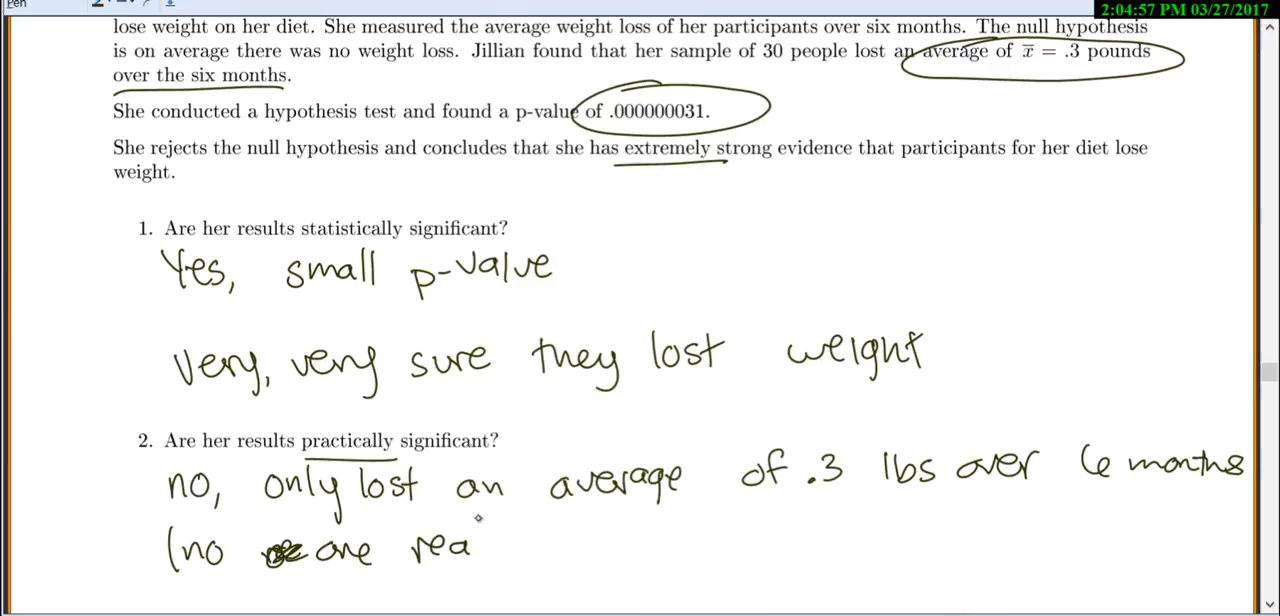 Pen
2:04:57 PM 03/27/2017
lose weight on her diet. She measured the average weight loss of her participants over six months. The null hypothesis
is on average there was no weight loss. Jillian found that her sample of 30 people lost an average of x̅ = .3 pounds
over the six months.
She conducted a hypothesis test and found a p-value of .000000031.
She rejects the null hypothesis and concludes that she has extremely strong evidence that participants for her diet lose
weight.
1. Are her results statistically significant?
Yes, small p-value
very, very sure they lost weight
2. Are her results practically significant?
no, only lost an average of .3 lbs over 6 months
(no one rea